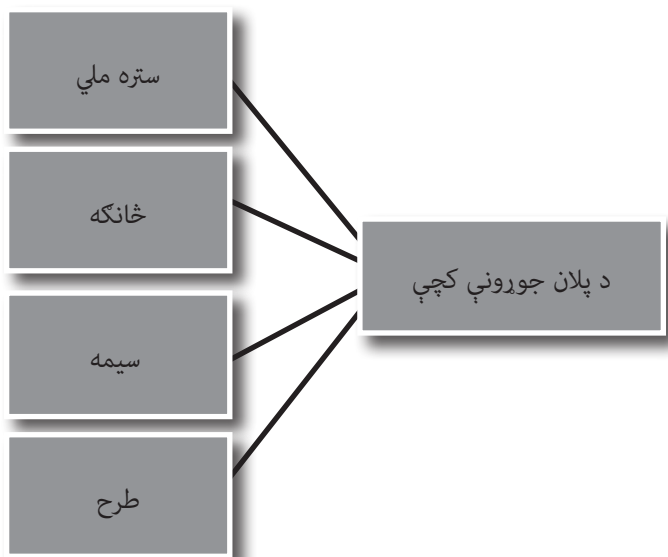 د پلان جوړونې کچې
ستره ملي
څانګه
سیمه
طرح